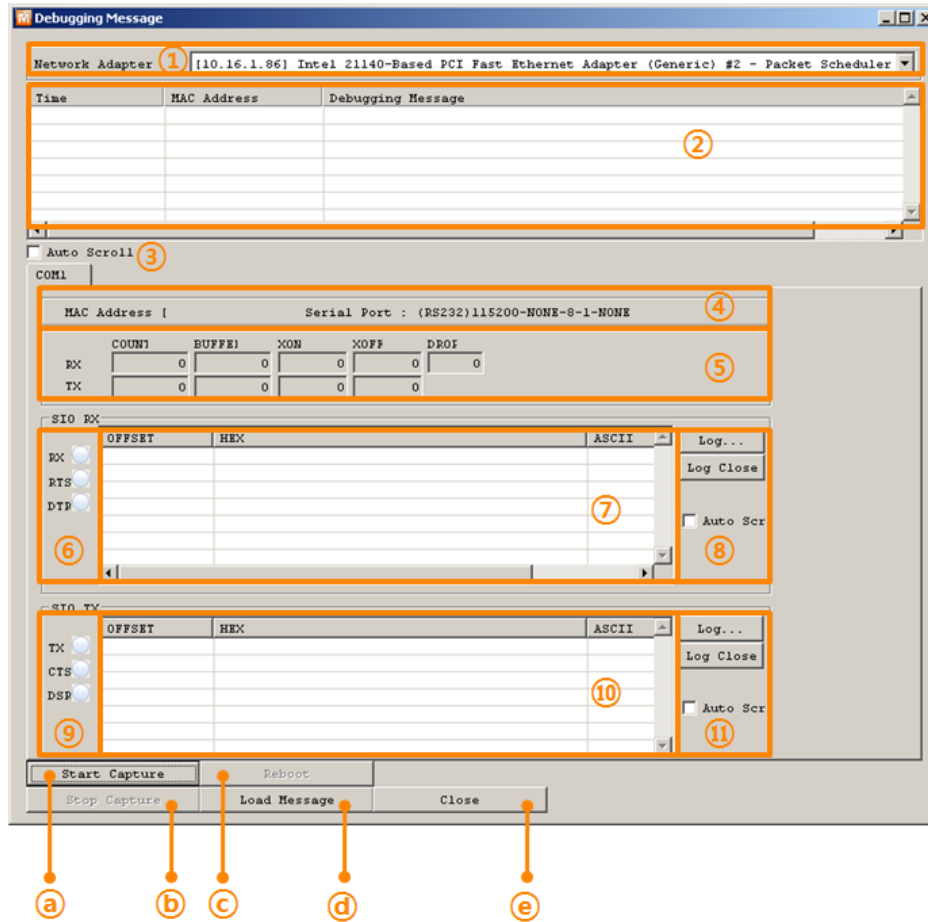 Debugging Message
Network Adapter ① [10.16.1.86] Intel 21140-Based PCI Fast Ethernet Adapter (Generic) #2 - Packet Scheduler
Time MAC Address Debugging Message
②
Auto Scroll ③
COM1
MAC Address [ Serial Port : (RS232)115200-NONE-8-1-NONE ④
COUNT BUFFEI XON XOFF DROF
RX 0 0 0 0 0 ⑤
TX 0 0 0 0
SIO RX
OFFSET HEX ASCII Log...
RX
Log Close
RTS
DTR ⑦
Auto Scr
⑥ ⑧
SIO TX
OFFSET HEX ASCII Log...
TX
Log Close
CTS
DSR ⑩
Auto Scr
⑨ ⑪
Start Capture Reboot
Stop Capture Load Message Close
ⓐ ⓑ ⓒ ⓓ ⓔ